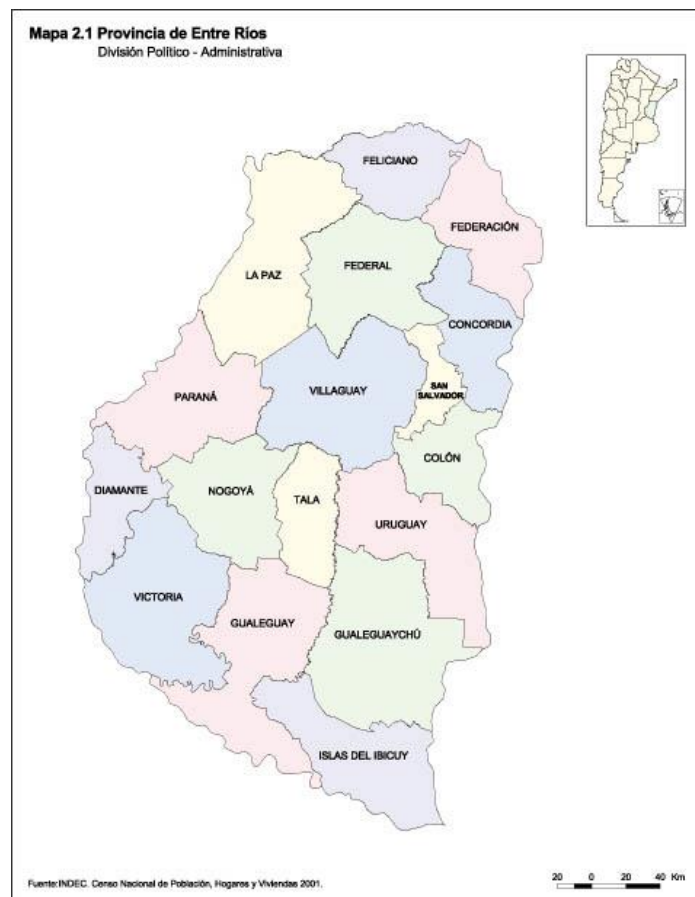 Mapa 2.1 Provincia de Entre Ríos
División Político - Administrativa
FELICIANO
FEDERACIÓN
FEDERAL
LA PAZ
CONCORDIA
SAN
SALVADOR
VILLAGUAY
PARANÁ
COLÓN
DIAMANTE
NOGOYÁ
TALA
URUGUAY
VICTORIA
GUALEGUAY
GUALEGUAYCHÚ
ISLAS DEL IBICUY
Fuente:INDEC. Censo Nacional de Población, Hogares y Viviendas 2001.
20 0 20 40 Km